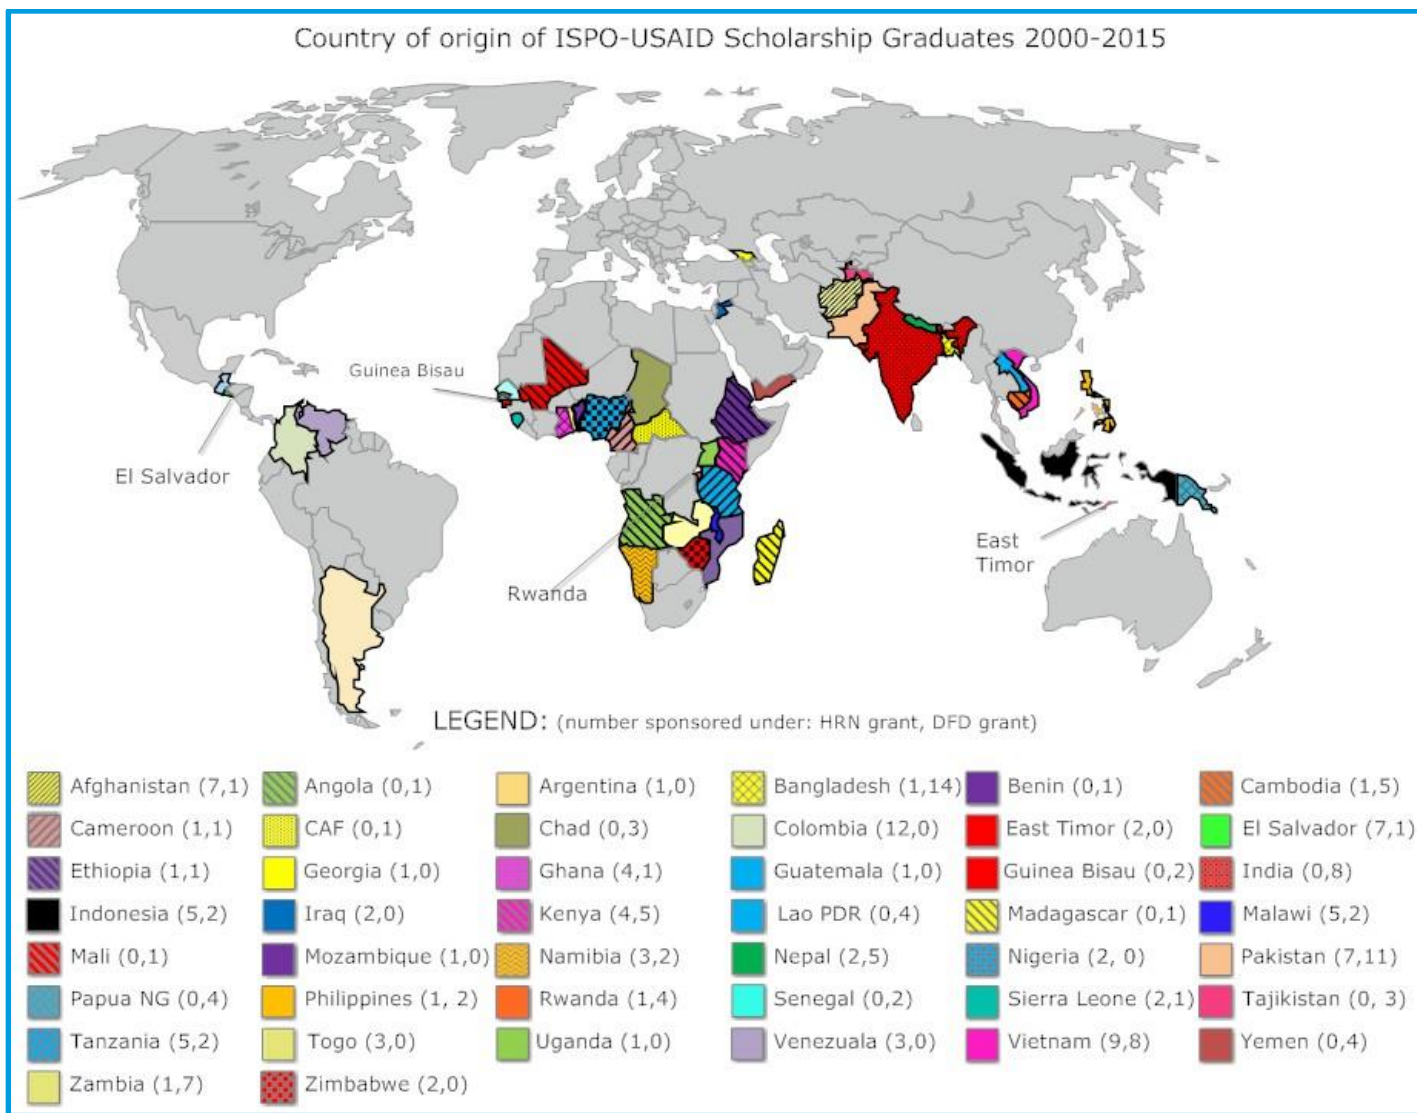 Country of origin of ISPO-USAID Scholarship Graduates 2000-2015
Guinea Bisau
El Salvador
Rwanda
East
Timor
LEGEND: (number sponsored under: HRN grant, DFD grant)
Afghanistan (7,1) Angola (0,1) Argentina (1,0) Bangladesh (1,14) Benin (0,1) Cambodia (1,5)
Cameroon (1,1) CAF (0,1) Chad (0,3) Colombia (12,0) East Timor (2,0) El Salvador (7,1)
Ethiopia (1,1) Georgia (1,0) Ghana (4,1) Guatemala (1,0) Guinea Bisau (0,2) India (0,8)
Indonesia (5,2) Iraq (2,0) Kenya (4,5) Lao PDR (0,4) Madagascar (0,1) Malawi (5,2)
Mali (0,1) Mozambique (1,0) Namibia (3,2) Nepal (2,5) Nigeria (2, 0) Pakistan (7,11)
Papua NG (0,4) Philippines (1, 2) Rwanda (1,4) Senegal (0,2) Sierra Leone (2,1) Tajikistan (0, 3)
Tanzania (5,2) Togo (3,0) Uganda (1,0) Venezuala (3,0) Vietnam (9,8) Yemen (0,4)
Zambia (1,7) Zimbabwe (2,0)